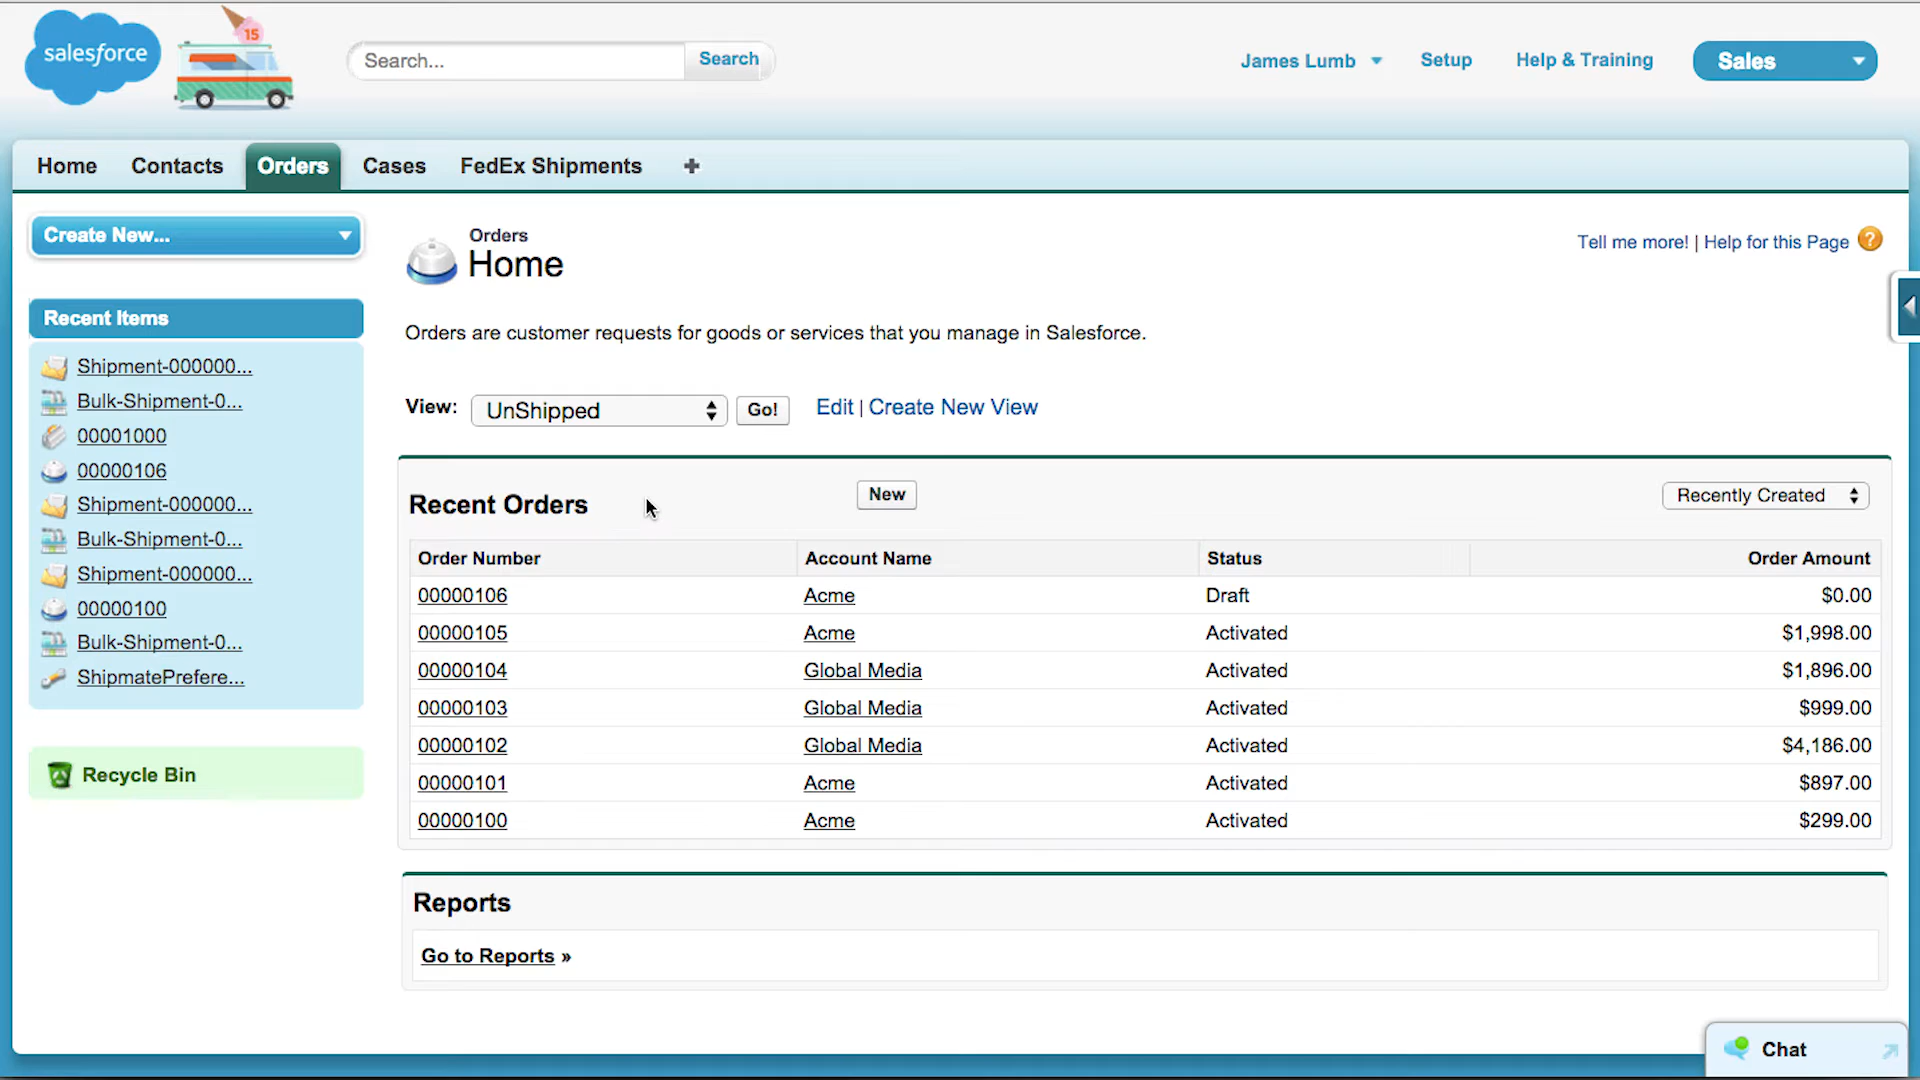 salesforce
15
Search...
Search
James Lumb
Setup
Help & Training
Sales
Home
Contacts
Orders
Cases
FedEx Shipments
+
Create New...
Recent Items
Shipment-000000...
Bulk-Shipment-0...
00001000
00000106
Shipment-000000...
Bulk-Shipment-0...
Shipment-000000...
00000100
Bulk-Shipment-0...
ShipmatePrefere...
Recycle Bin
Orders
Home
Tell me more! | Help for this Page ?
Orders are customer requests for goods or services that you manage in Salesforce.
View: UnShipped Go! Edit | Create New View
Recent Orders New Recently Created
Order Number Account Name Status Order Amount
00000106 Acme Draft $0.00
00000105 Acme Activated $1,998.00
00000104 Global Media Activated $1,896.00
00000103 Global Media Activated $999.00
00000102 Global Media Activated $4,186.00
00000101 Acme Activated $897.00
00000100 Acme Activated $299.00
Reports
Go to Reports »
Chat